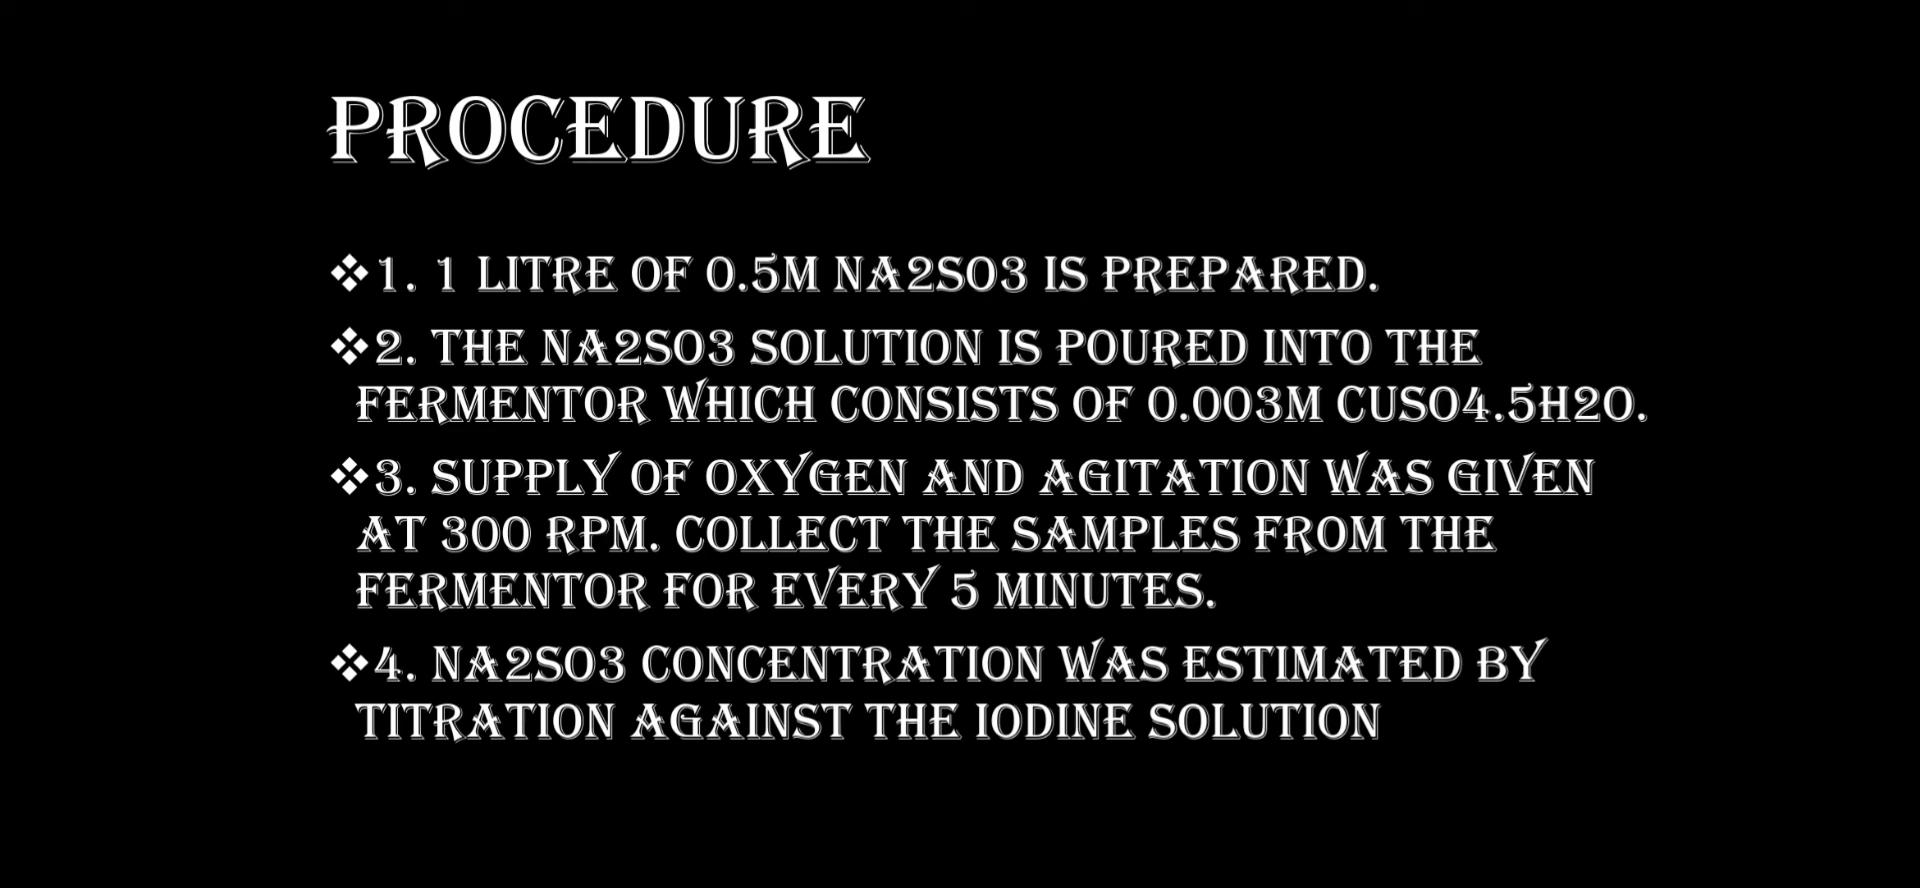 PROCEDURE
❖1. 1 LITRE OF 0.5M NA2SO3 IS PREPARED.
❖2. THE NA2SO3 SOLUTION IS POURED INTO THE
FERMENTOR WHICH CONSISTS OF 0.003M CUSO4.5H2O.
❖3. SUPPLY OF OXYGEN AND AGITATION WAS GIVEN
AT 300 RPM. COLLECT THE SAMPLES FROM THE
FERMENTOR FOR EVERY 5 MINUTES.
❖4. NA2SO3 CONCENTRATION WAS ESTIMATED BY
TITRATION AGAINST THE IODINE SOLUTION